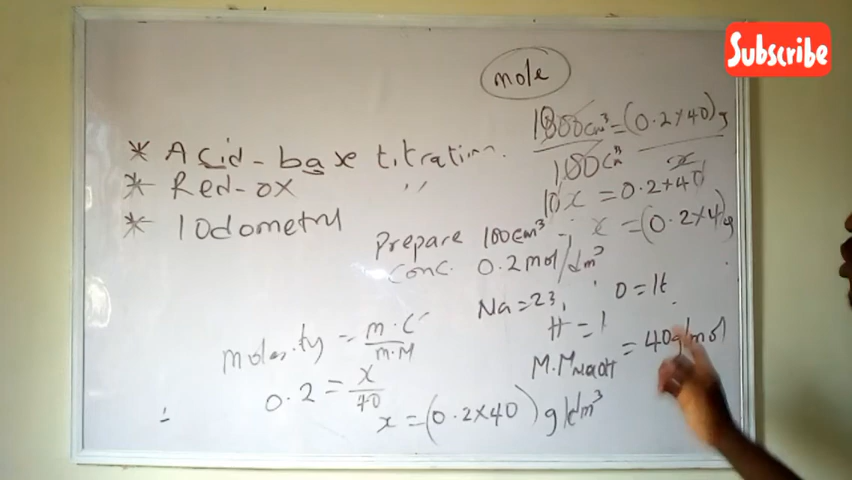 Subscribe
mole
* Acid-base titration.
* Red-ox "
* Iodometry
1000cm³ = (0.2×40)g
100cm³ x
10x = 0.2×40
x = (0.2×4)g
Prepare 100cm³
Conc. 0.2mol/dm³
Na=23, O=16
H=1
M.M NaOH = 40g/mol
Molarity = m.C
m.M
0.2 = x
40
x = (0.2×40) g/dm³